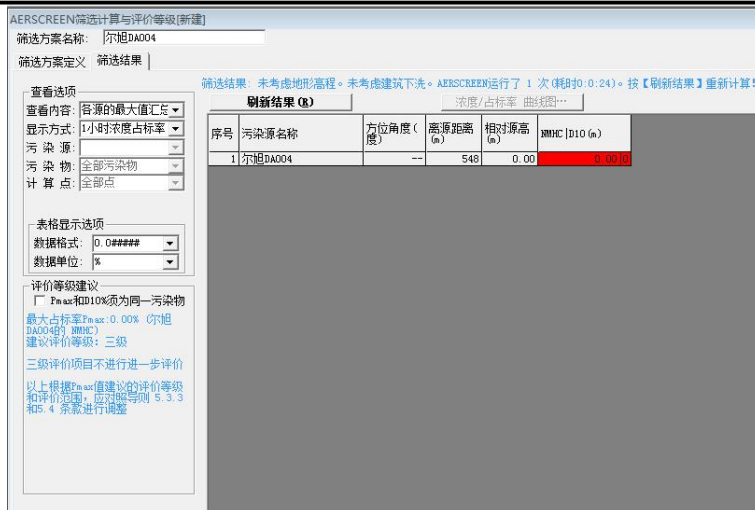 AERSCREEN筛选计算与评价等级[新建]
筛选方案名称: 尔旭DA004
筛选方案定义 筛选结果
筛选结果: 未考虑地形高程。未考虑建筑下洗。AERSCREEN运行了 1 次(耗时0:0:24)。按【刷新结果】重新计算!
查看选项
查看内容: 各源的最大值汇总
显示方式: 1小时浓度占标率
污 染 源:
污 染 物: 全部污染物
计 算 点: 全部点
表格显示选项
数据格式: 0.0#####
数据单位: %
评价等级建议
Pmax和D10%须为同一污染物
最大占标率Pmax:0.00% (尔旭
DA004的 NMHC)
建议评价等级: 三级
三级评价项目不进行进一步评价
以上根据Pmax值建议的评价等级
和评价范围, 应对照导则 5.3.3
和5.4 条款进行调整
刷新结果(R) 浓度/占标率 曲线图…
序号 污染源名称 方位角度(度) 离源距离(m) 相对源高(m) NMHC|D10(m)
1 尔旭DA004 -- 548 0.00 0.00|0